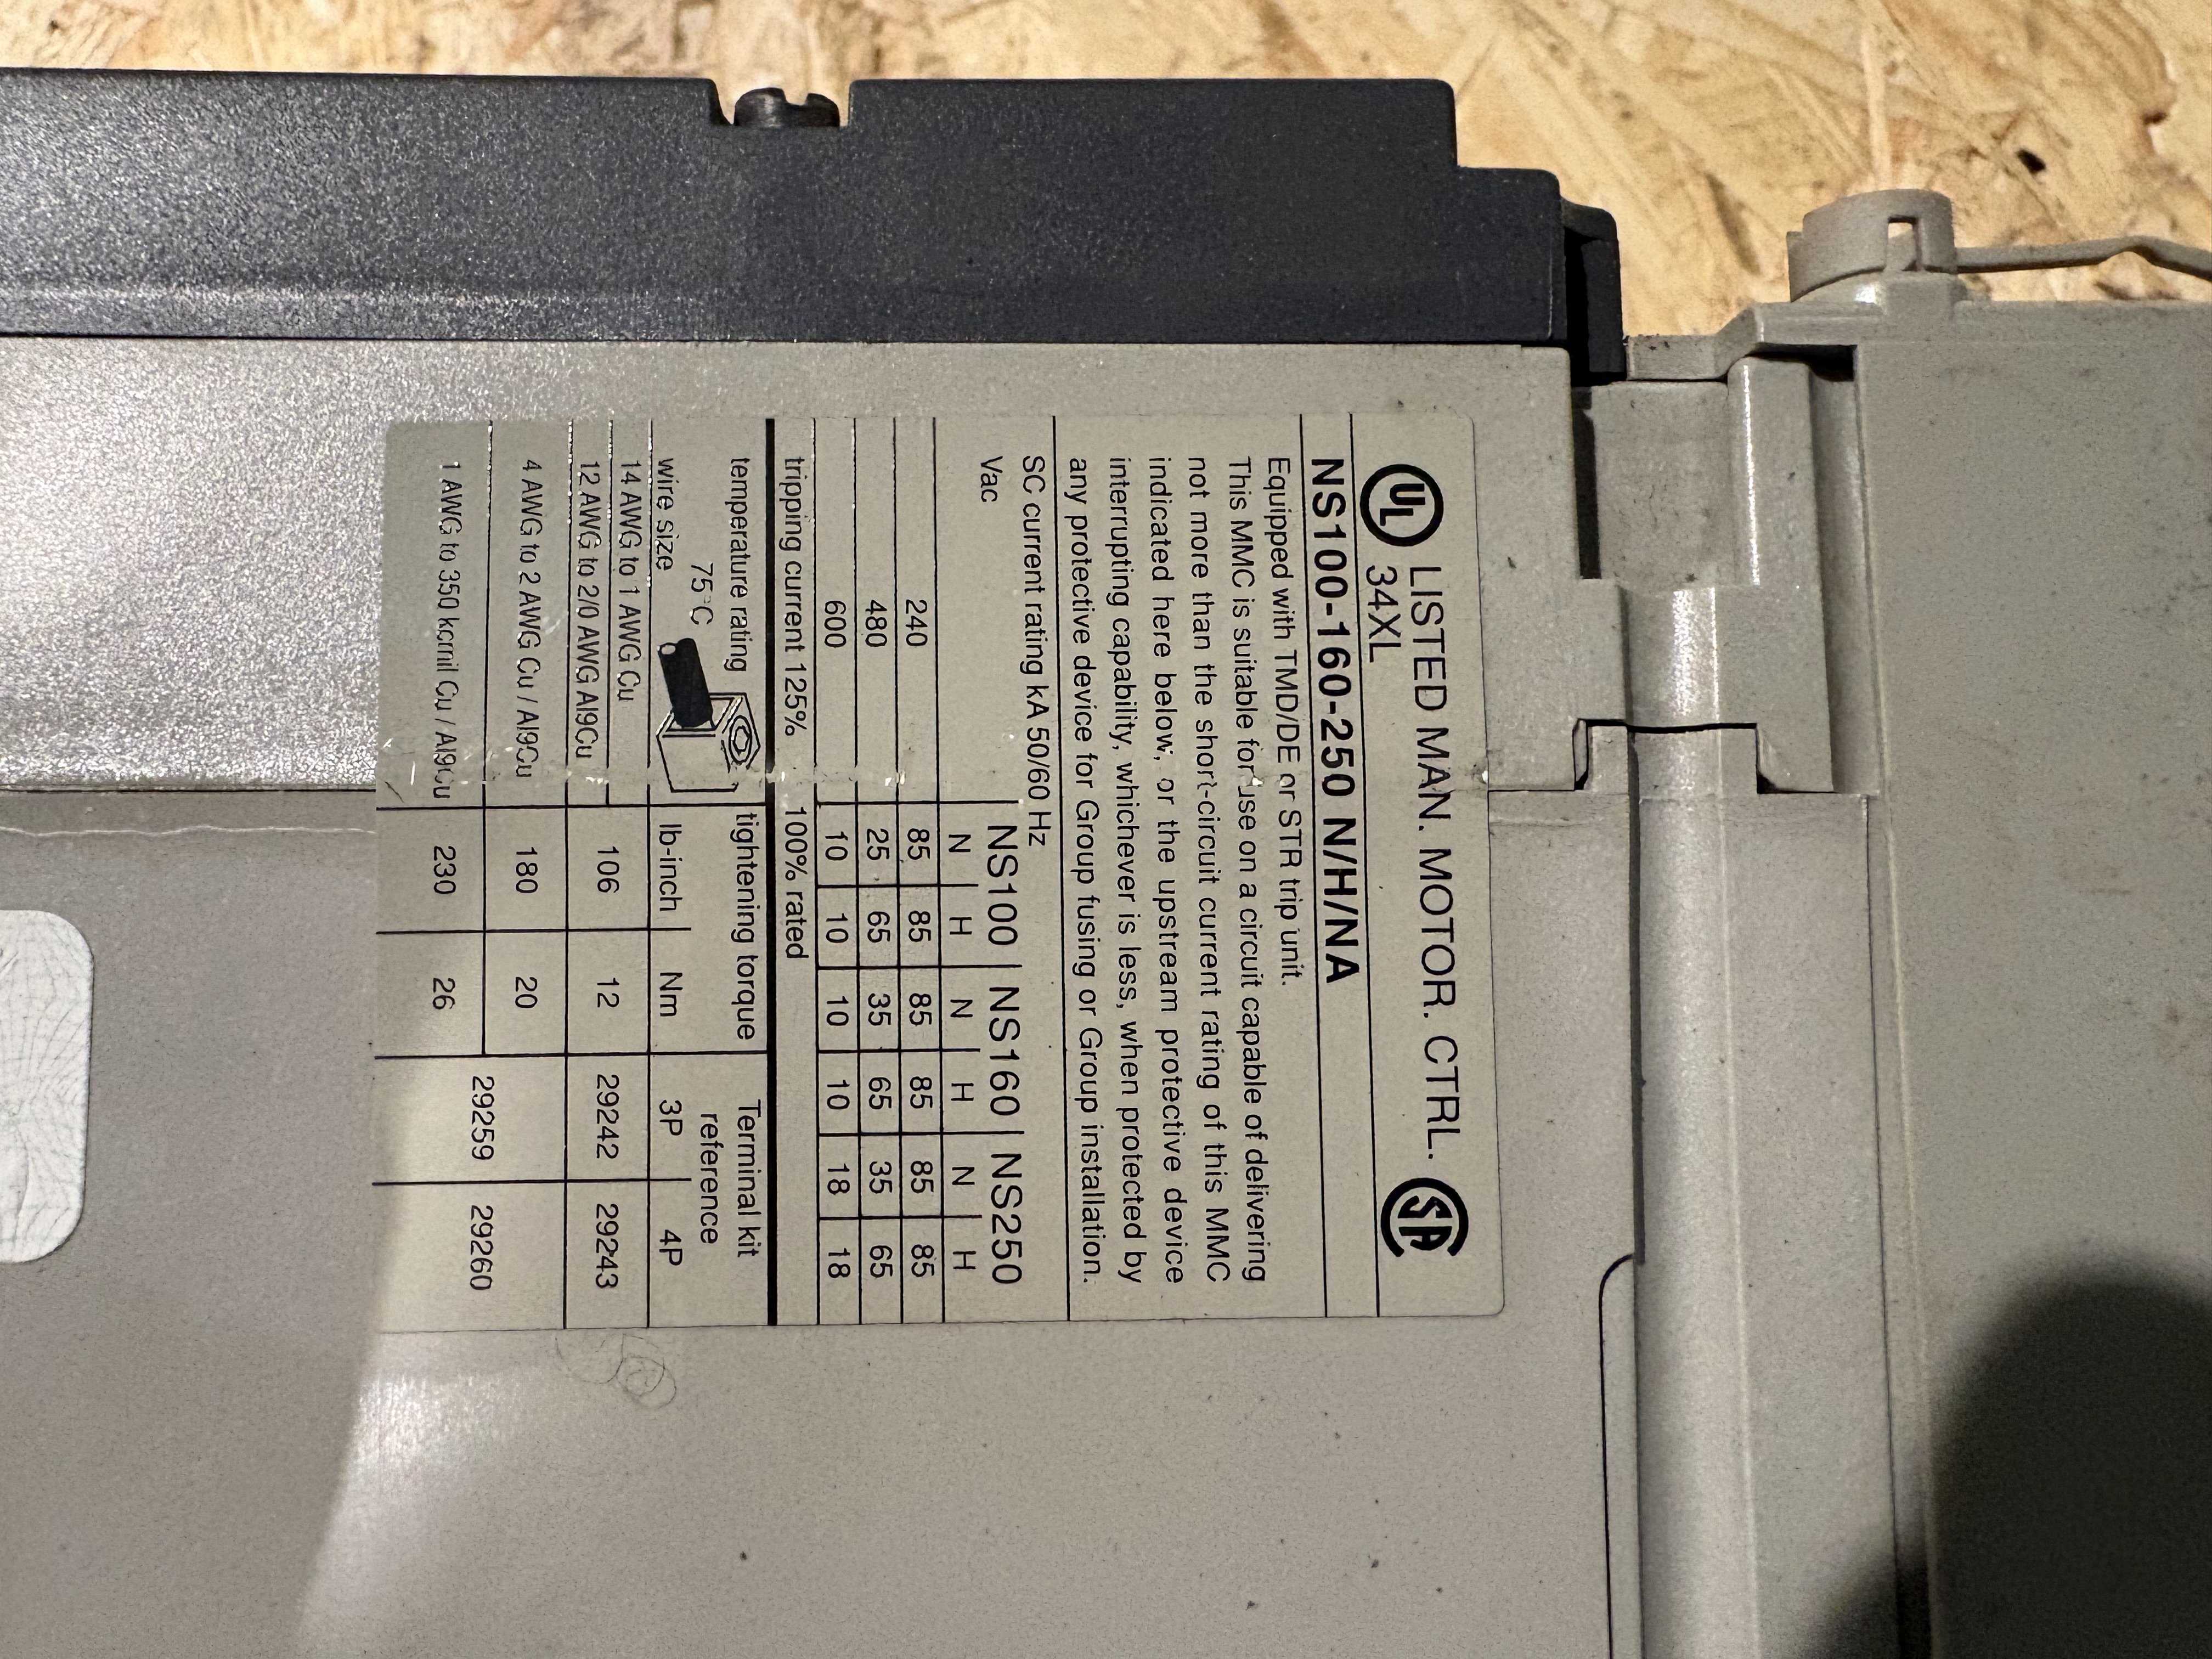 UL LISTED MAN. MOTOR. CTRL. SA
34XL
NS100-160-250 N/H/NA
Equipped with TMD/DE or STR trip unit.
This MMC is suitable for use on a circuit capable of delivering
not more than the short-circuit current rating of this MMC
indicated here below, or the upstream protective device
interrupting capability, whichever is less, when protected by
any protective device for Group fusing or Group installation.
SC current rating kA 50/60 Hz
Vac NS100 NS160 NS250
N H N H N H
240 85 85 85 85 85 85
480 25 65 35 65 35 65
600 10 10 10 10 18 18
tripping current 125% 100% rated
temperature rating tightening torque Terminal kit
75°C reference
wire size lb-inch Nm 3P 4P
14 AWG to 1 AWG Cu
12 AWG to 2/0 AWG Al9Cu 106 12 29242 29243
4 AWG to 2 AWG Cu / Al9Cu 180 20
29259 29260
1 AWG to 350 kcmil Cu / Al9Cu 230 26